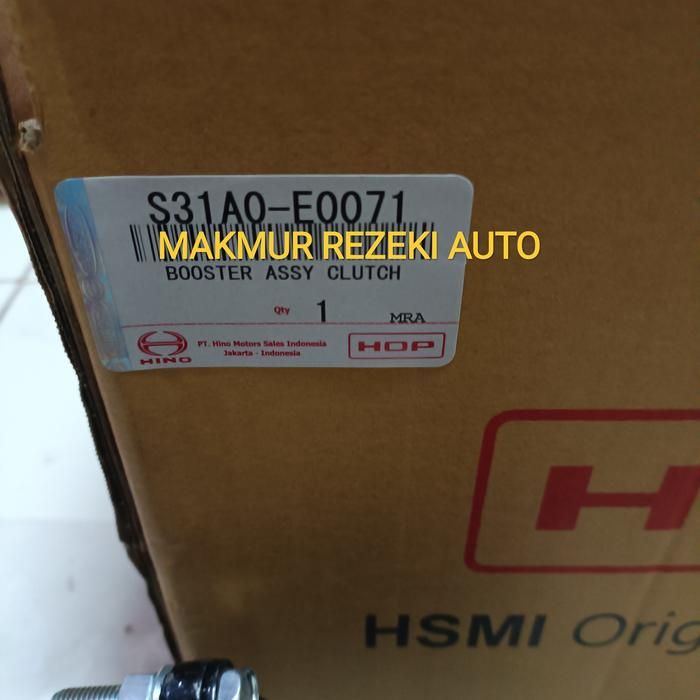 S31A0-E0071
MAKMUR REZEKI AUTO
BOOSTER ASSY CLUTCH
Qty 1 MRA
HINO
PT. Hino Motors Sales Indonesia
Jakarta - Indonesia
HOP
H
HSMI Orig